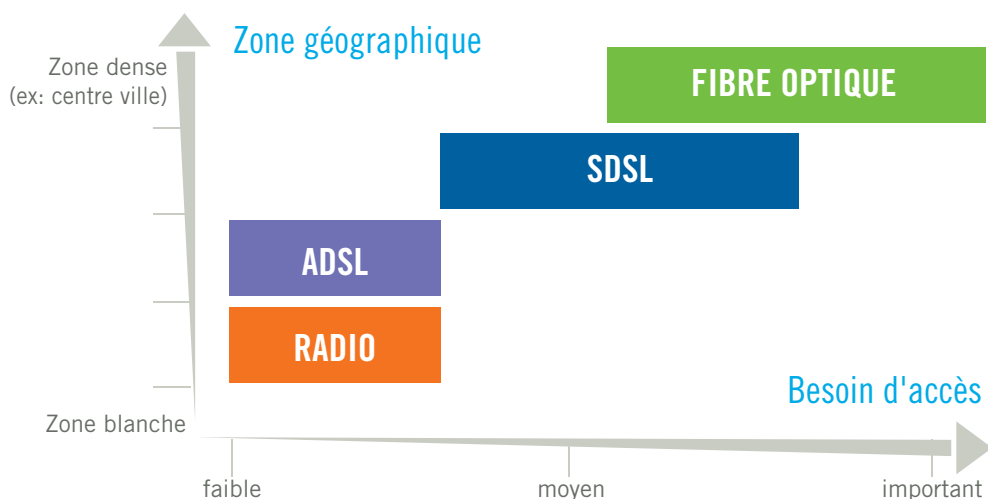 Zone géographique
Zone dense
(ex: centre ville)
FIBRE OPTIQUE
SDSL
ADSL
RADIO
Besoin d'accès
Zone blanche
faible
moyen
important